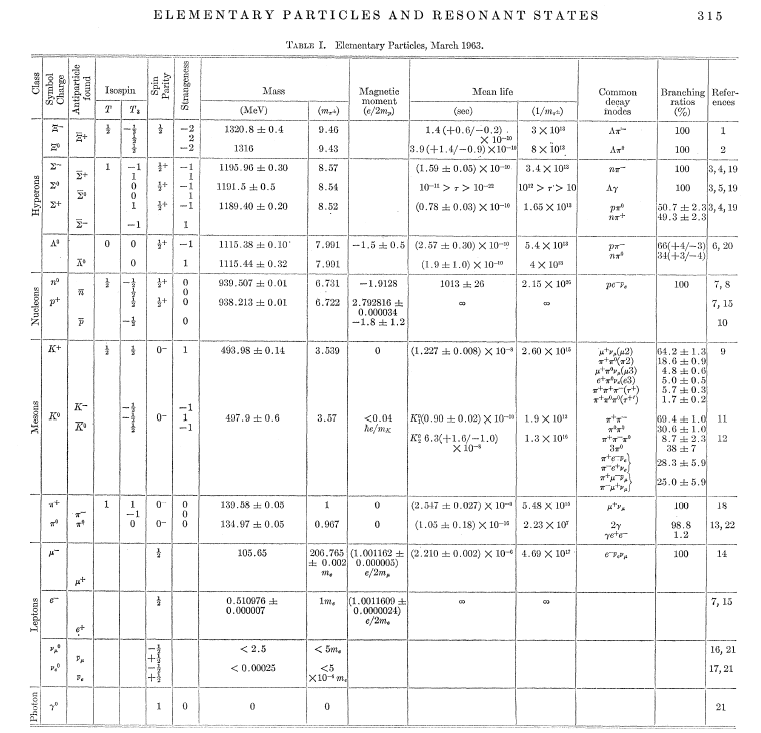 ELEMENTARY PARTICLES AND RESONANT STATES 315
TABLE I. Elementary Particles, March 1963.
Class Symbol Charge Antiparticle found Isospin Spin Parity Strangeness Mass Magnetic moment (e/2mp) Mean life Common decay modes Branching ratios (%) References
T T₃ (MeV) (mπ±) (sec) (1/mπ±)
Hyperons
Ξ⁻ ½ −½ ½ −2 1320.8 ± 0.4 9.46 1.4(+0.6/−0.2) × 10⁻¹⁰ 3 × 10¹³ Λπ⁻ 100 1
Ξ⁺ ½ 2
Ξ⁰ ½ −2 1316 9.43 3.9(+1.4/−0.9) × 10⁻¹⁰ 8 × 10¹³ Λπ⁰ 100 2
Σ⁻ 1 −1 ½+ −1 1195.96 ± 0.30 8.57 (1.59 ± 0.05) × 10⁻¹⁰ 3.4 × 10¹³ nπ⁻ 100 3, 4, 19
Σ̅⁺ 1 1
Σ⁰ 0 ½+ −1 1191.5 ± 0.5 8.54 10⁻¹¹ > τ > 10⁻²² 10¹² > τ > 10 Λγ 100 3, 5, 19
Σ̅⁰ 0 1
Σ⁺ 1 ½+ −1 1189.40 ± 0.20 8.52 (0.78 ± 0.03) × 10⁻¹⁰ 1.65 × 10¹³ pπ⁰ 50.7 ± 2.3 3, 4, 19
nπ⁺ 49.3 ± 2.3
Σ̅⁻ −1 1
Λ⁰ 0 0 ½+ −1 1115.38 ± 0.10 7.991 −1.5 ± 0.5 (2.57 ± 0.30) × 10⁻¹⁰ 5.4 × 10¹³ pπ⁻ 66(+4/−3) 6, 20
nπ⁰ 34(+3/−4)
Λ̅⁰ 0 1 1115.44 ± 0.32 7.991 (1.9 ± 1.0) × 10⁻¹⁰ 4 × 10¹³
Nucleons
n⁰ ½ −½ ½+ 0 939.507 ± 0.01 6.731 −1.9128 1013 ± 26 2.15 × 10²⁶ pe⁻νe 100 7, 8
n̅ ½ 0
p⁺ ½ ½+ 0 938.213 ± 0.01 6.722 2.792816 ± 0.000034 ∞ ∞ 7, 15
p̅ −½ 0 −1.8 ± 1.2 10
Mesons
K⁺ ½ ½ 0− 1 493.98 ± 0.14 3.539 0 (1.227 ± 0.008) × 10⁻⁸ 2.60 × 10¹⁵ μ⁺νμ(μ2) 64.2 ± 1.3 9
π⁺π⁰(π2) 18.6 ± 0.9
μ⁺π⁰νμ(μ3) 4.8 ± 0.6
e⁺π⁰νe(e3) 5.0 ± 0.5
π⁺π⁺π⁻(τ⁺) 5.7 ± 0.3
π⁺π⁰π⁰(τ⁺′) 1.7 ± 0.2
K⁻ −½ −1
K⁰ −½ 0− 1 497.9 ± 0.6 3.57 <0.04 he/mK K⁰₁(0.90 ± 0.02) × 10⁻¹⁰ 1.9 × 10¹³ π⁺π⁻ 69.4 ± 1.0 11
K̅⁰ ½ −1 π⁰π⁰ 30.6 ± 1.0
K⁰₂ 6.3(+1.6/−1.0) × 10⁻⁸ 1.3 × 10¹⁶ π⁺π⁻π⁰ 8.7 ± 2.3 12
3π⁰ 38 ± 7
π⁺e⁻νe
π⁻e⁺νe} 28.3 ± 5.9
π⁺μ⁻νμ
π⁻μ⁺νμ} 25.0 ± 5.9
π⁺ 1 1 0− 0 139.58 ± 0.05 1 0 (2.547 ± 0.027) × 10⁻⁸ 5.48 × 10¹⁵ μ⁺νμ 100 18
π⁻ −1 0
π⁰ π⁰ 0 0− 0 134.97 ± 0.05 0.967 0 (1.05 ± 0.18) × 10⁻¹⁶ 2.23 × 10⁷ 2γ 98.8 13, 22
γe⁺e⁻ 1.2
Leptons
μ⁻ ½ 105.65 206.765 ± 0.002 me (1.001162 ± 0.000005) e/2mμ (2.210 ± 0.002) × 10⁻⁶ 4.69 × 10¹⁷ e⁻νeνμ 100 14
μ⁺
e⁻ ½ 0.510976 ± 0.000007 1me (1.0011609 ± 0.0000024) e/2me ∞ ∞ 7, 15
e⁺
νμ⁰ −½ < 2.5 < 5me 16, 21
ν̅μ +½
νe⁰ −½ < 0.00025 <5 × 10⁻⁴ me 17, 21
ν̅e +½
Photon
γ⁰ 1 0 0 0 21